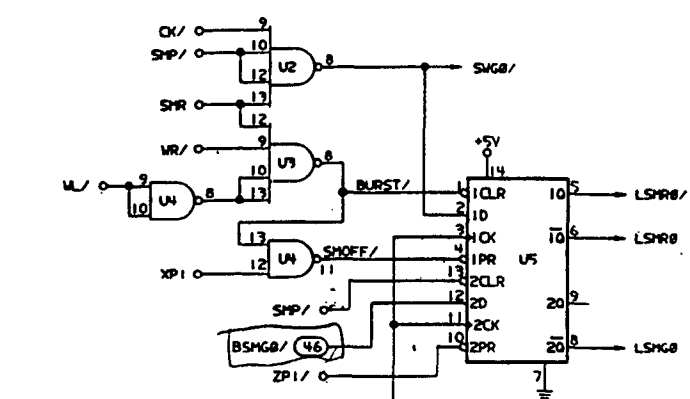 CK/ 9
SMP/ 10
12
U2 8 SWG0/
SMR 13
12
WR/ 9
U3 8
10
13
WL/ 9
10
U4 8
BURST/
13
XP1 12
U4 11
SMOFF/
SMP/
BSMG0/ 46
ZP1/
+5V
14
1 1CLR 1Q 5 LSMR0/
2 1D
3 1CK 1Q 6 LSMR0
4 1PR U5
13 2CLR
12 2D 2Q 9
11 2CK
10 2PR 2Q 8 LSMG0
7